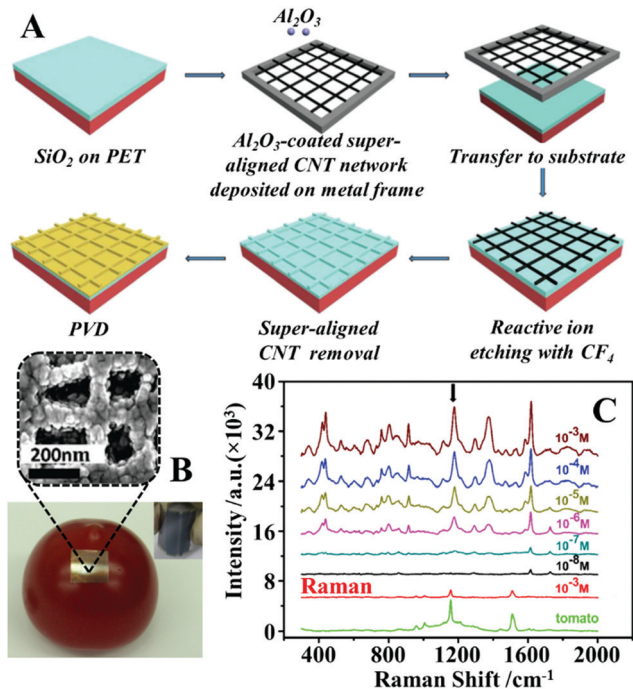 A
Al₂O₃
SiO₂ on PET
Al₂O₃-coated super-
aligned CNT network
deposited on metal frame
Transfer to substrate
PVD
Super-aligned
CNT removal
Reactive ion
etching with CF₄
200nm
B
C
Intensity /a.u.(×10³)
40
32
24
16
8
0
10⁻³M
10⁻⁴M
10⁻⁵M
10⁻⁶M
10⁻⁷M
10⁻⁸M
Raman
10⁻³M
tomato
400
800
1200
1600
2000
Raman Shift /cm⁻¹